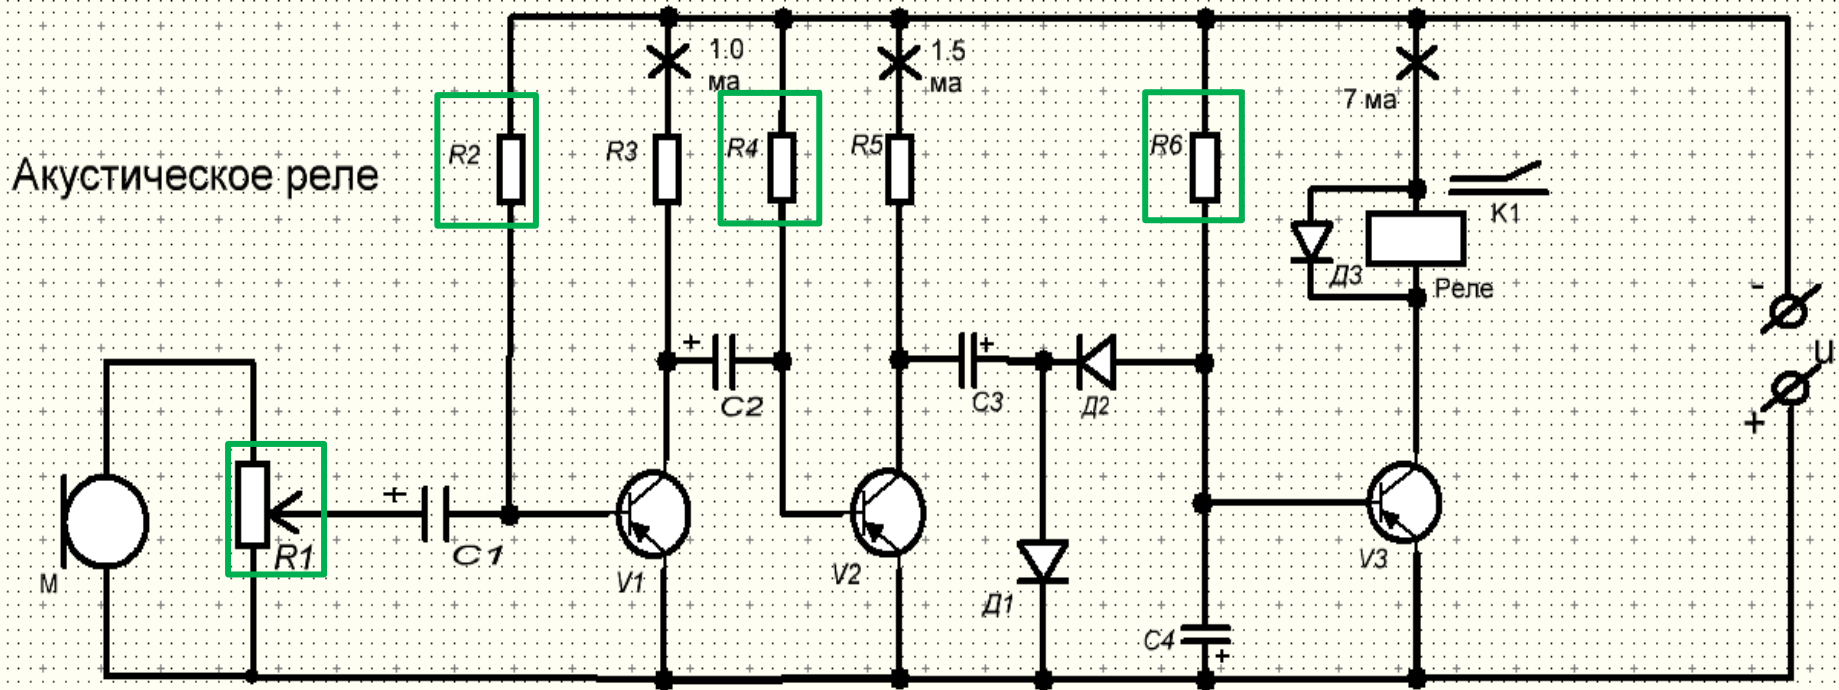 1.0
ма
1.5
ма
7 ма
R2
R3
R4
R5
R6
Акустическое реле
K1
Д3
Реле
-
u
+
+
C2
+
C3
Д2
+
C1
R1
М
V1
V2
Д1
V3
C4
+